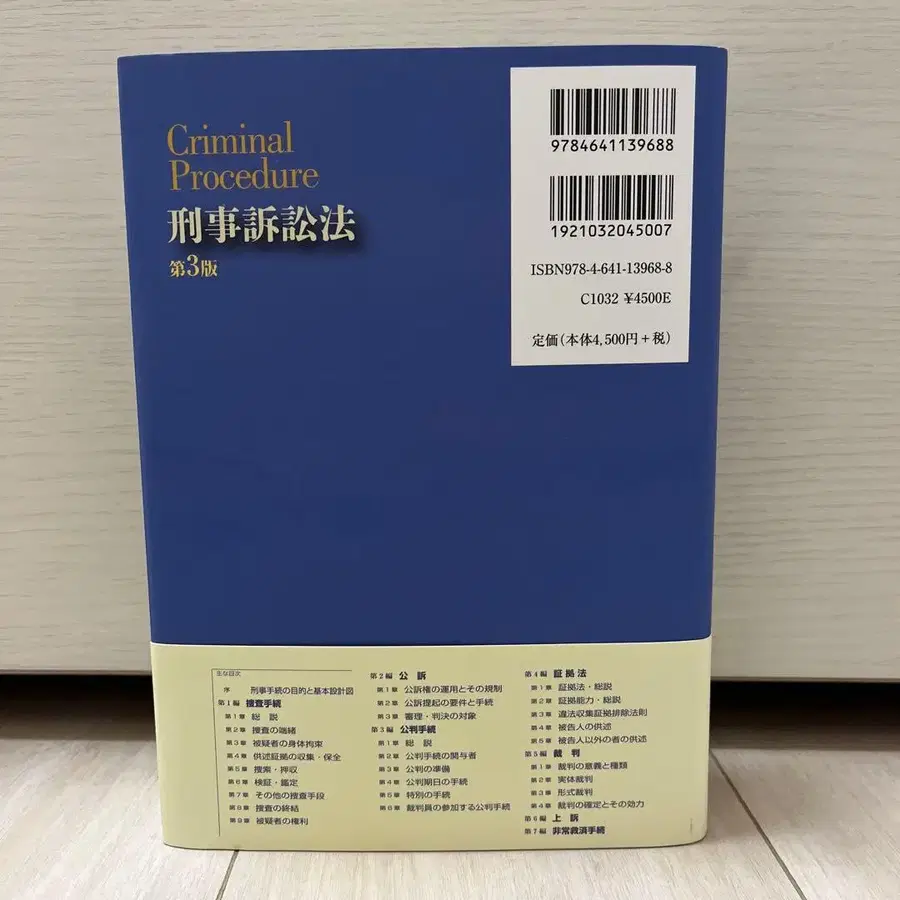 Criminal
Procedure
刑事訴訟法
第3版
9784641139688
1921032045007
ISBN978-4-641-13968-8
C1032 ¥4500E
定価(本体4,500円+税)
主な目次
序 刑事手続の目的と基本設計図
第1編 捜査手続
第1章 総 説
第2章 捜査の端緒
第3章 被疑者の身体拘束
第4章 供述証拠の収集・保全
第5章 捜索・押収
第6章 検証・鑑定
第7章 その他の捜査手段
第8章 捜査の終結
第9章 被疑者の権利
第2編 公 訴
第1章 公訴権の運用とその規制
第2章 公訴提起の要件と手続
第3章 審理・判決の対象
第3編 公判手続
第1章 総 説
第2章 公判手続の関与者
第3章 公判の準備
第4章 公判期日の手続
第5章 特別の手続
第6章 裁判員の参加する公判手続
第4編 証拠法
第1章 証拠法・総説
第2章 証拠能力・総説
第3章 違法収集証拠排除法則
第4章 被告人の供述
第5章 被告人以外の者の供述
第5編 裁 判
第1章 裁判の意義と種類
第2章 実体裁判
第3章 形式裁判
第4章 裁判の確定とその効力
第6編 上 訴
第7編 非常救済手続